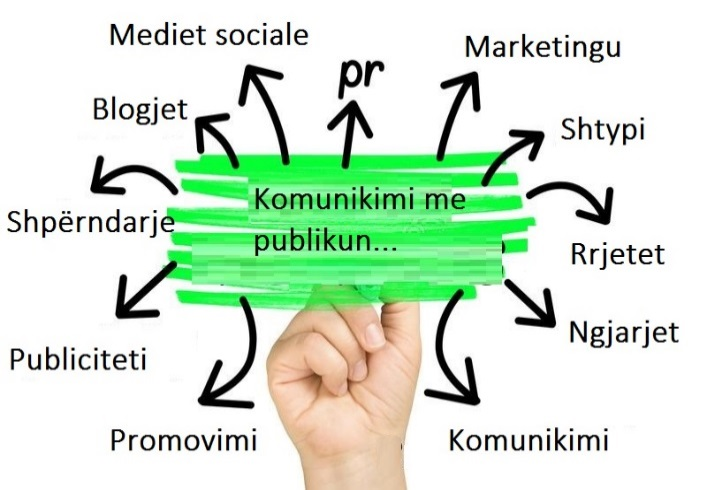 Mediet sociale
pr
Marketingu
Blogjet
Shtypi
Komunikimi me
publikun...
Shpërndarje
Rrjetet
Publiciteti
Ngjarjet
Promovimi
Komunikimi